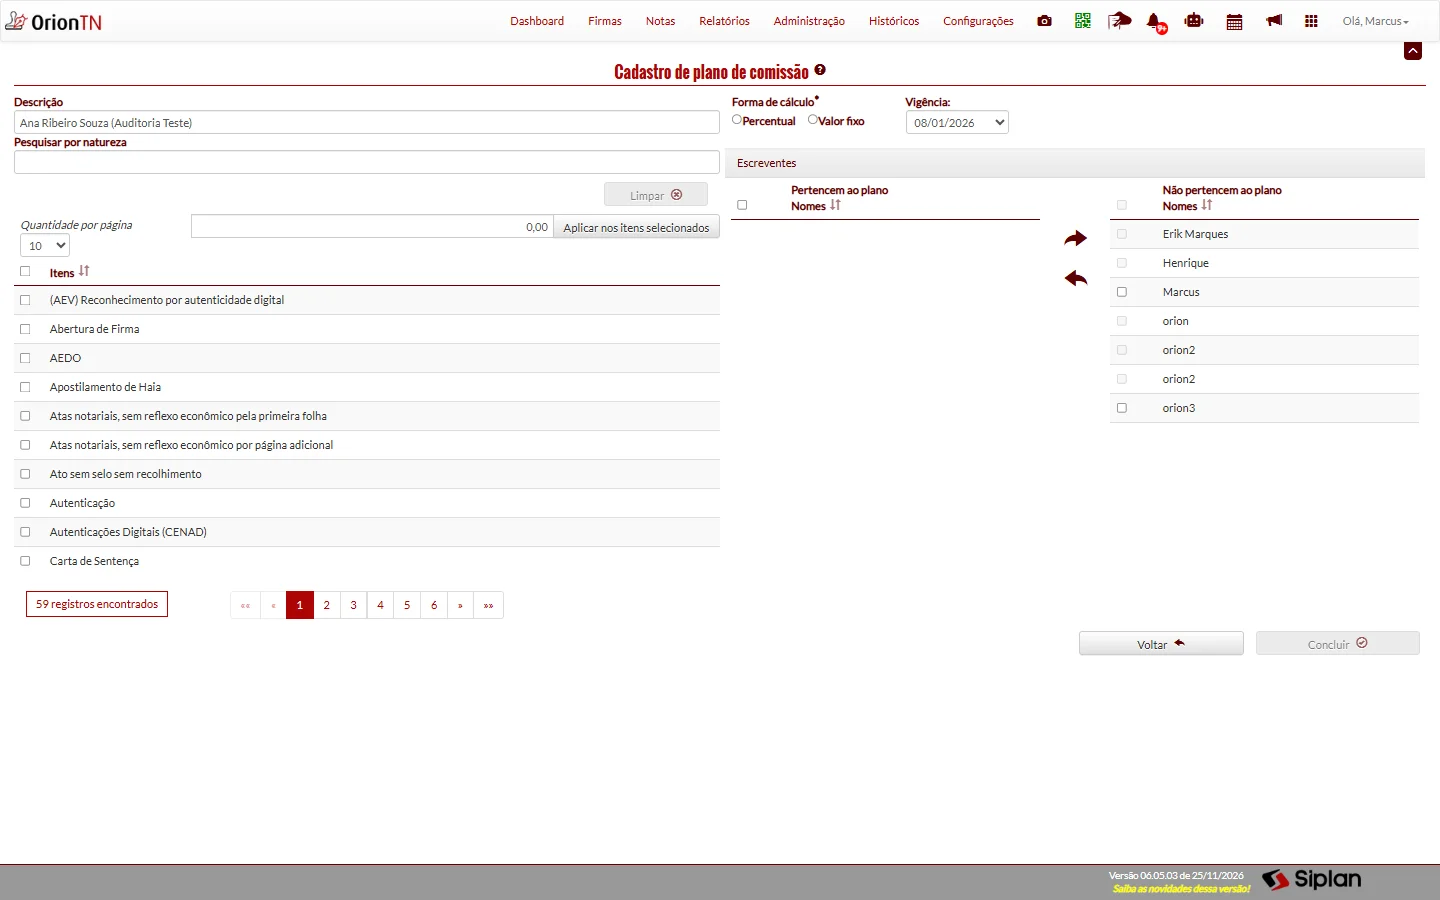 OrionTN
Dashboard Firmas Notas Relatórios Administração Históricos Configurações 9+ Olá, Marcus
Cadastro de plano de comissão ?
Descrição
Ana Ribeiro Souza (Auditoria Teste)
Forma de cálculo*
Percentual Valor fixo
Vigência:
08/01/2026
Pesquisar por natureza
Limpar
Quantidade por página
10
0,00 Aplicar nos itens selecionados
Itens
(AEV) Reconhecimento por autenticidade digital
Abertura de Firma
AEDO
Apostilamento de Haia
Atas notariais, sem reflexo econômico pela primeira folha
Atas notariais, sem reflexo econômico por página adicional
Ato sem selo sem recolhimento
Autenticação
Autenticações Digitais (CENAD)
Carta de Sentença
59 registros encontrados
«« « 1 2 3 4 5 6 » »»
Escreventes
Pertencem ao plano
Nomes
Não pertencem ao plano
Nomes
Erik Marques
Henrique
Marcus
orion
orion2
orion2
orion3
Voltar Concluir
Versão 06.05.03 de 25/11/2026
Saiba as novidades dessa versão!
Siplan